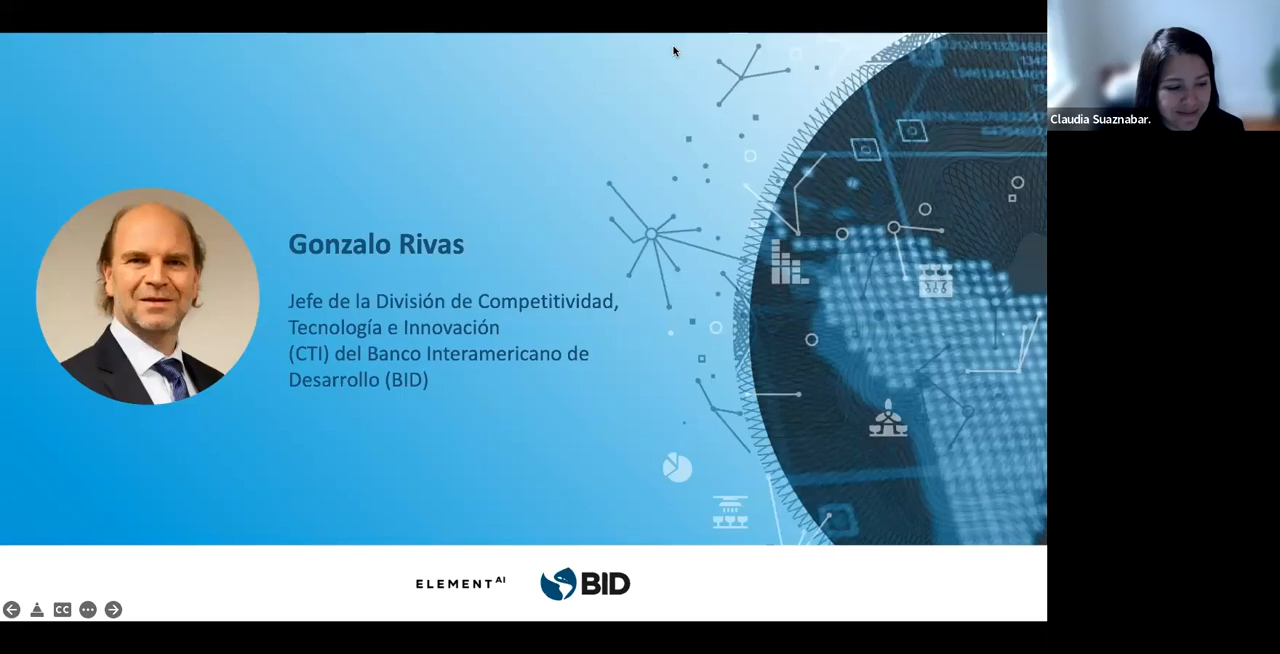 Gonzalo Rivas
Jefe de la División de Competitividad,
Tecnología e Innovación
(CTI) del Banco Interamericano de
Desarrollo (BID)
ELEMENT AI
BID
CC
Claudia Suaznabar.